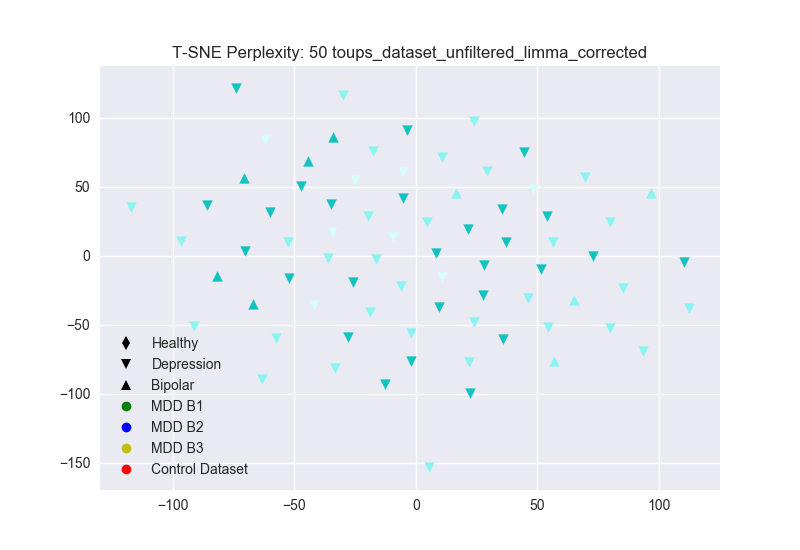 T-SNE Perplexity: 50 toups_dataset_unfiltered_limma_corrected
100
50
0
−50
−100
−150
Healthy
Depression
Bipolar
MDD B1
MDD B2
MDD B3
Control Dataset
−100 −50 0 50 100